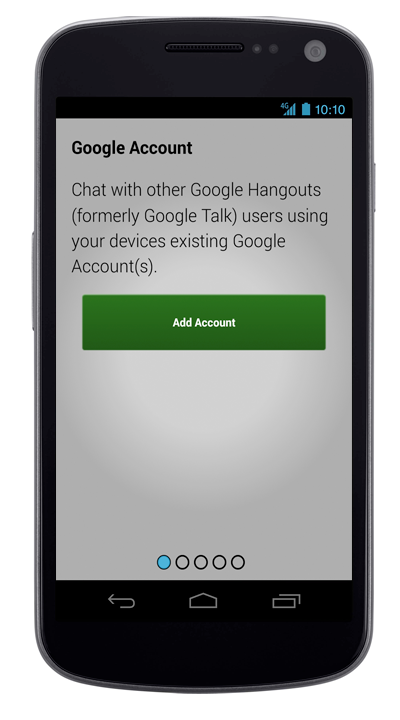 4G 10:10
Google Account
Chat with other Google Hangouts
(formerly Google Talk) users using
your devices existing Google
Account(s).
Add Account